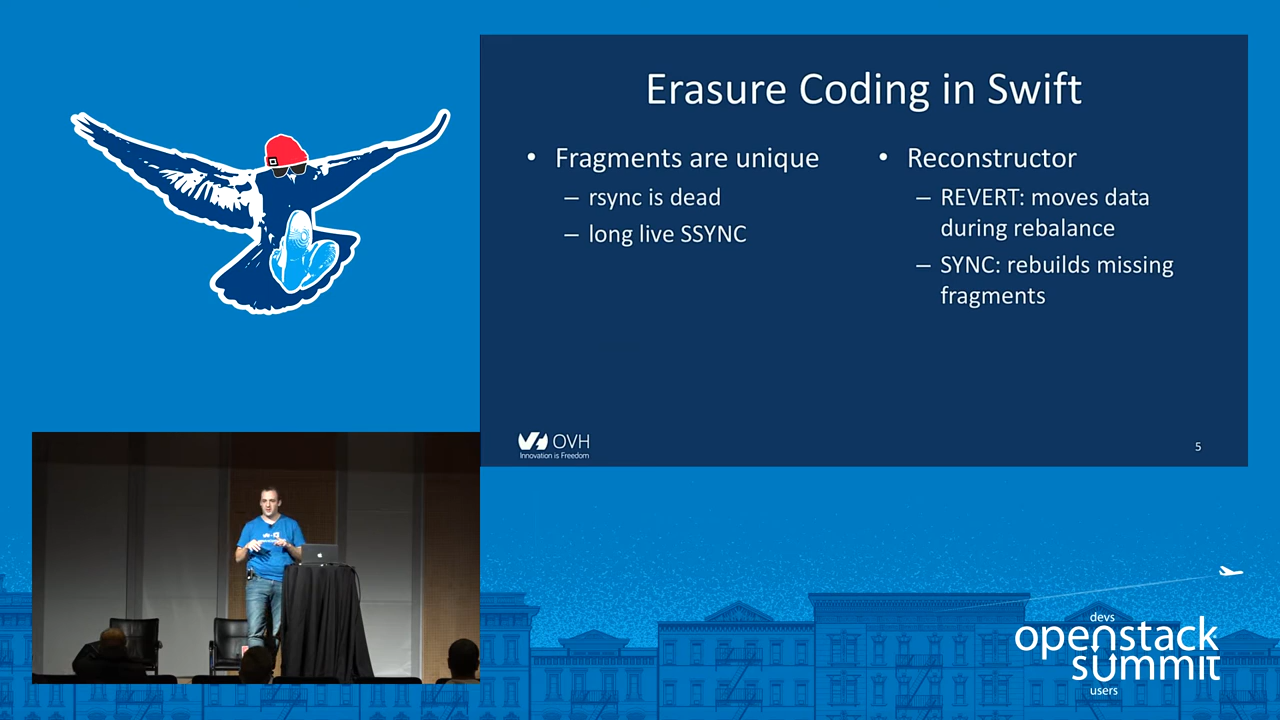 Erasure Coding in Swift
• Fragments are unique
– rsync is dead
– long live SSYNC
• Reconstructor
– REVERT: moves data
during rebalance
– SYNC: rebuilds missing
fragments
OVH
Innovation is Freedom
5
devs
openstack
summit
users